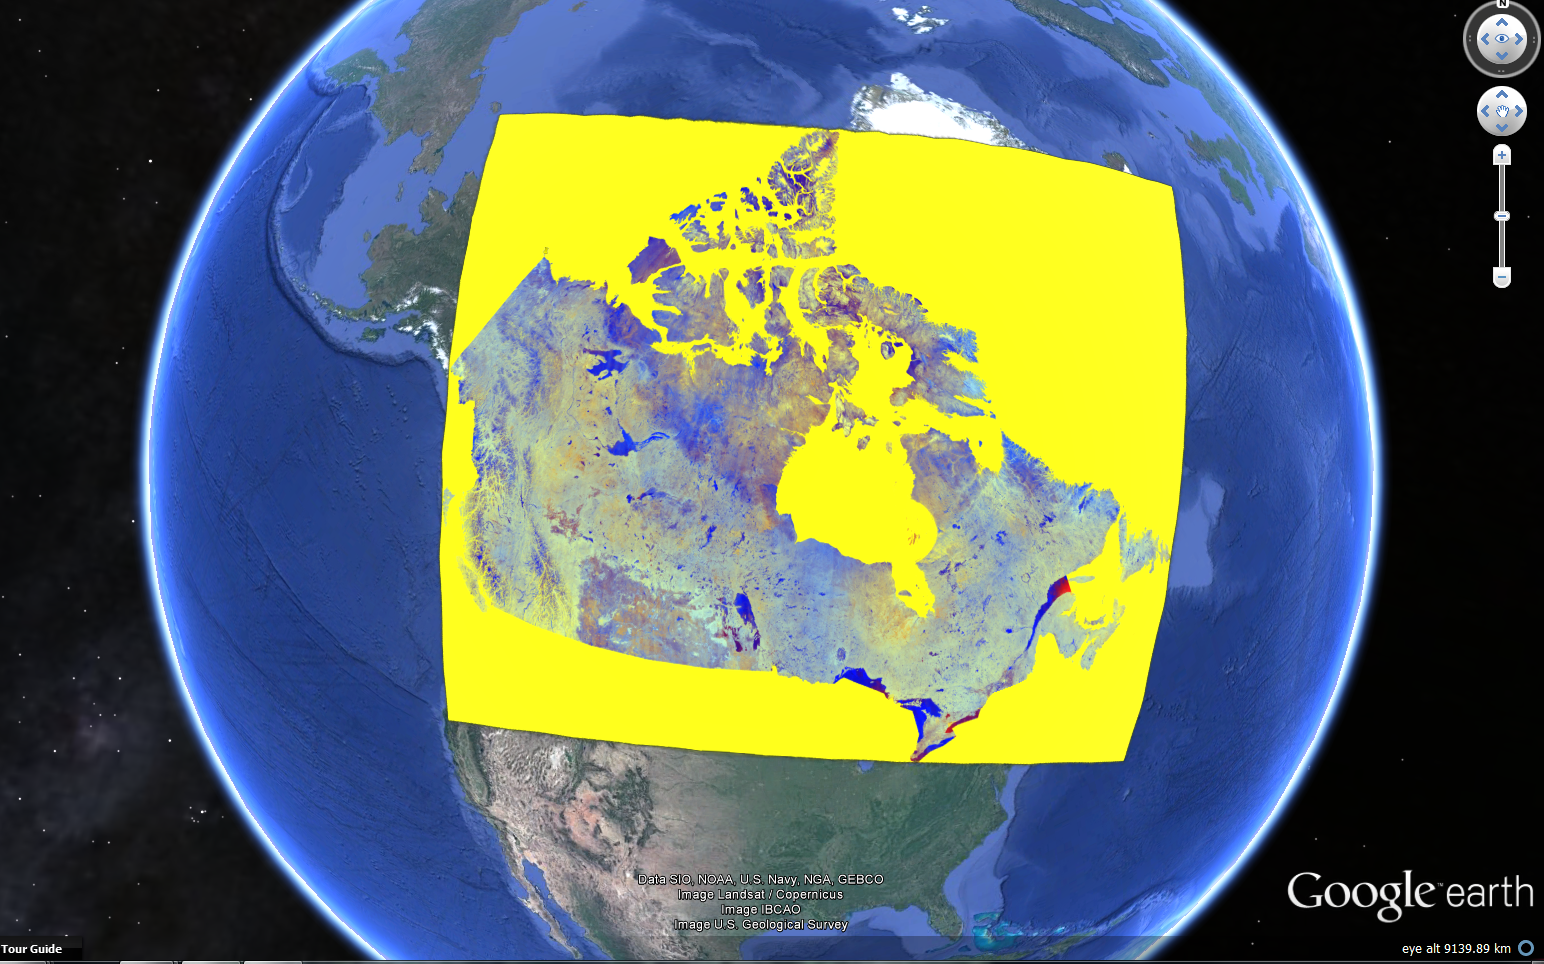 N
Data SIO, NOAA, U.S. Navy, NGA, GEBCO
Image Landsat / Copernicus
Image IBCAO
Image U.S. Geological Survey
Google earth
Tour Guide
eye alt 9139.89 km